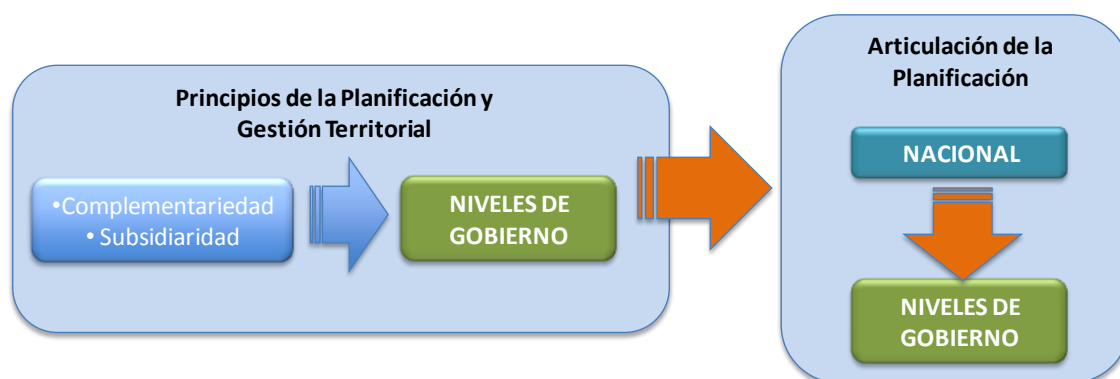 Principios de la Planificación y
Gestión Territorial
•Complementariedad
• Subsidiaridad
NIVELES DE
GOBIERNO
Articulación de la
Planificación
NACIONAL
NIVELES DE
GOBIERNO